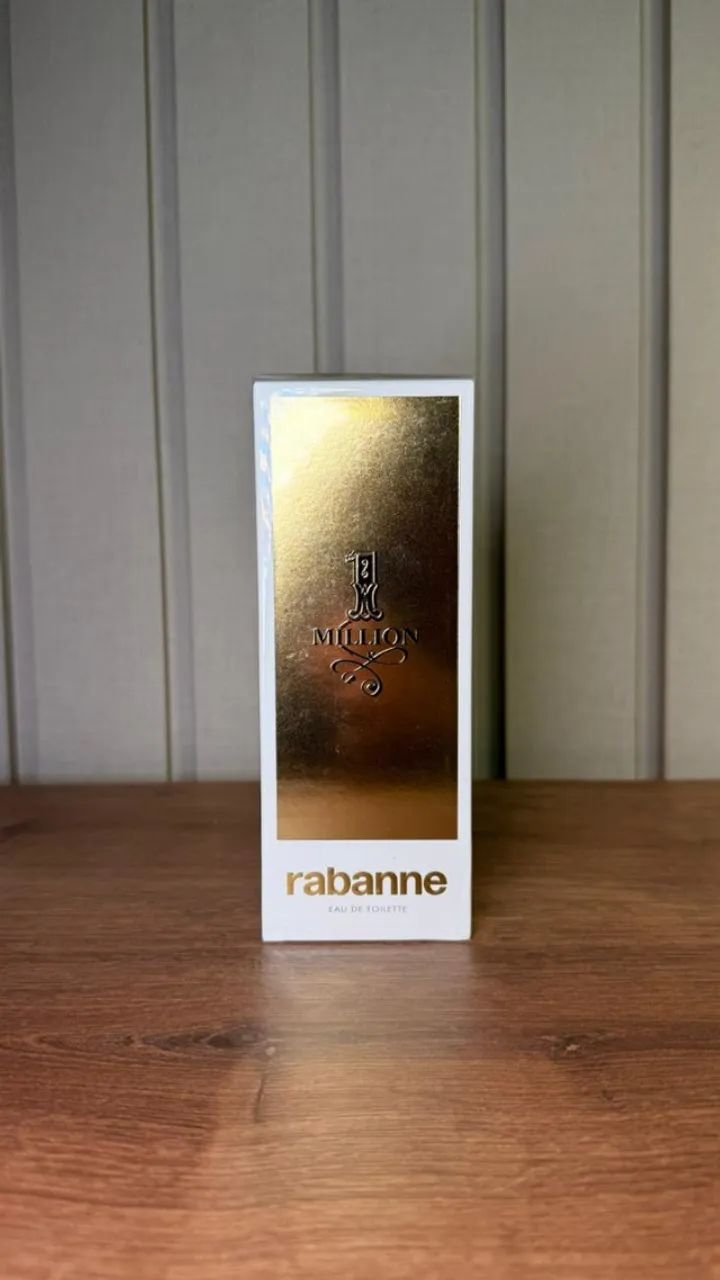 1
MILLION
rabanne
EAU DE TOILETTE